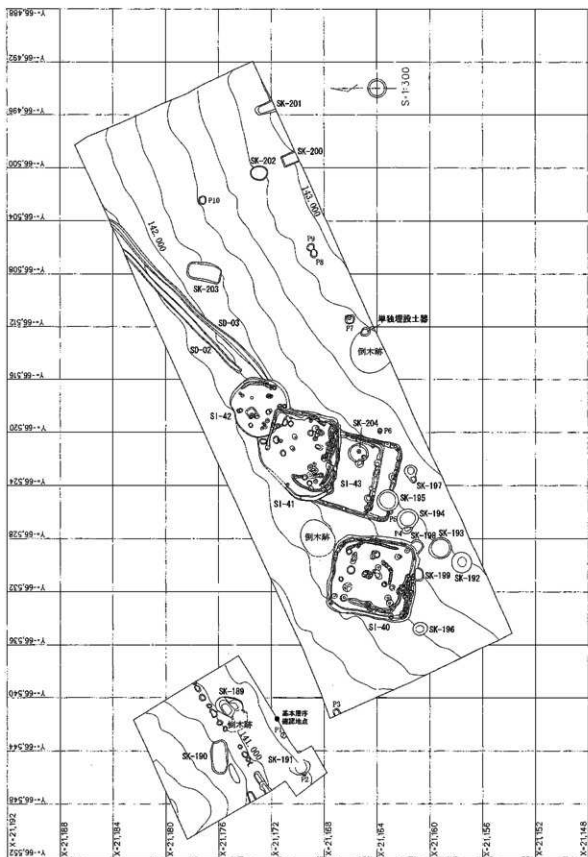 Y=-66,488
Y=-66,492
Y=-66,496
Y=-66,500
Y=-66,504
Y=-66,508
Y=-66,512
Y=-66,516
Y=-66,520
Y=-66,524
Y=-66,528
Y=-66,532
Y=-66,536
Y=-66,540
Y=-66,544
Y=-66,548
Y=-66,552
S=1:300
SK-201
SK-200
SK-202
143.000
P10
142.000
P9
P8
SK-203
P7
単独埋設土器
倒木跡
SD-03
SD-02
SI-42
SK-204
P6
SI-43
SI-41
SK-197
SK-195
SK-194
P5
P4
SK-198
SK-193
倒木跡
SK-199
SK-192
SI-40
SK-196
SK-189
倒木跡
基本層序
確認地点
P3
P1
141.000
SK-190
SK-191
P2
X=21,192
X=21,188
X=21,184
X=21,180
X=21,176
X=21,172
X=21,168
X=21,164
X=21,160
X=21,156
X=21,152
X=21,148